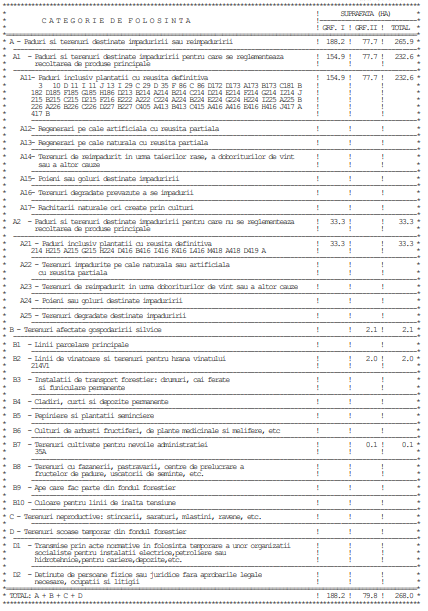 SUPRAFATA (HA)
C A T E G O R I E D E F O L O S I N T A
GRF. I ! GRF.II ! TOTAL
A - Paduri si terenuri destinate impaduririi sau reimpaduririi ! 188.2 ! 77.7 ! 265.9
A1 - Paduri si terenuri destinate impaduririi pentru care se reglementeaza ! 154.9 ! 77.7 ! 232.6
recoltarea de produse principale
A11- Paduri inclusiv plantatii cu reusita definitiva ! 154.9 ! 77.7 ! 232.6
3 10 D 11 I 11 J 13 I 29 C 29 D 35 F 86 C 86 D172 D173 A173 B173 C181 B
182 D185 F185 G185 H186 D213 E214 A214 B214 C214 D214 E214 F214 G214 I214 J
215 B215 C215 D215 F216 E222 A222 C224 A224 B224 E224 G224 H224 I225 A225 B
226 A226 B226 C226 D227 B227 C405 A413 B413 C415 A416 A416 E416 H416 J417 A
417 B
A12- Regenerari pe cale artificiala cu reusita partiala
A13- Regenerari pe cale naturala cu reusita partiala
A14- Terenuri de reimpadurit in urma taierilor rase, a doboriturilor de vint
sau a altor cauze
A15- Poieni sau goluri destinate impaduririi
A16- Terenuri degradate prevazute a se impaduri
A17- Rachitarii naturale ori create prin culturi
A2 - Paduri si terenuri destinate impaduririi pentru care nu se reglementeaza ! 33.3 ! ! 33.3
recoltarea de produse principale
A21 - Paduri inclusiv plantatii cu reusita definitiva ! 33.3 ! ! 33.3
214 H215 A215 G215 H224 D416 B416 I416 K416 L416 M418 A418 D419 A
A22 - Terenuri impadurite pe cale naturala sau artificiala
cu reusita partiala
A23 - Terenuri de reimpadurit in urma doboriturilor de vint sau a altor cauze
A24 - Poieni sau goluri destinate impaduririi
A25 - Terenuri degradate destinate impaduririi
B - Terenuri afectate gospodaririi silvice ! ! 2.1 ! 2.1
B1 - Linii parcelare principale
B2 - Linii de vinatoare si terenuri pentru hrana vinatului ! ! 2.0 ! 2.0
214V1
B3 - Instalatii de transport forestier: drumuri, cai ferate
si funiculare permanente
B4 - Cladiri, curti si depozite permanente
B5 - Pepiniere si plantatii seminciere
B6 - Culturi de arbusti fructiferi, de plante medicinale si melifere, etc
B7 - Terenuri cultivate pentru nevoile administratiei ! ! 0.1 ! 0.1
35A
B8 - Terenuri cu fazanerii, pastravarii, centre de prelucrare a
fructelor de padure, uscatorii de seminte, etc.
B9 - Ape care fac parte din fondul forestier
B10 - Culoare pentru linii de inalta tensiune
C - Terenuri neproductive: stincarii, saraturi, mlastini, ravene, etc.
D - Terenuri scoase temporar din fondul forestier
D1 - Transmise prin acte normative in folosinta temporare a unor organizatii
socialiste pentru instalatii electrice,petroliere sau
hidrotehnice,pentru cariere,depozite,etc.
D2 - Detinute de persoane fizice sau juridice fara aprobarile legale
necesare, ocupatii si litigii
TOTAL: A + B + C + D ! 188.2 ! 79.8 ! 268.0